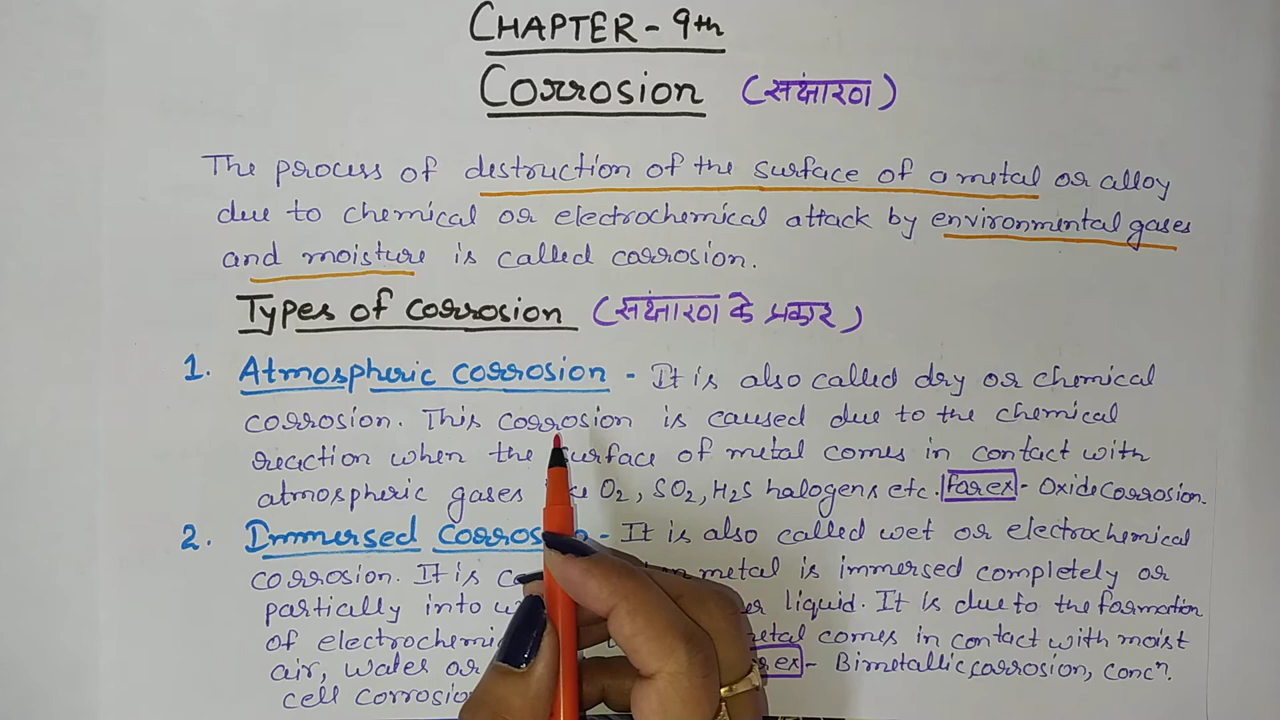 CHAPTER - 9th
Corrosion (संक्षारण)
The process of destruction of the surface of a metal or alloy
due to chemical or electrochemical attack by environmental gases
and moisture is called corrosion.
Types of corrosion (संक्षारण के प्रकार)
1. Atmospheric corrosion - It is also called dry or chemical
corrosion. This corrosion is caused due to the chemical
reaction when the surface of metal comes in contact with
atmospheric gases O2, SO2, H2S halogens etc. For ex - Oxide Corrosion.
2. Immersed - It is also called wet or electrochemical
corrosion. It is metal is immersed completely or
partially into liquid. It is due to the formation
of metal comes in contact with moist
air, water or - Bimetallic corrosion, concⁿ.
cell